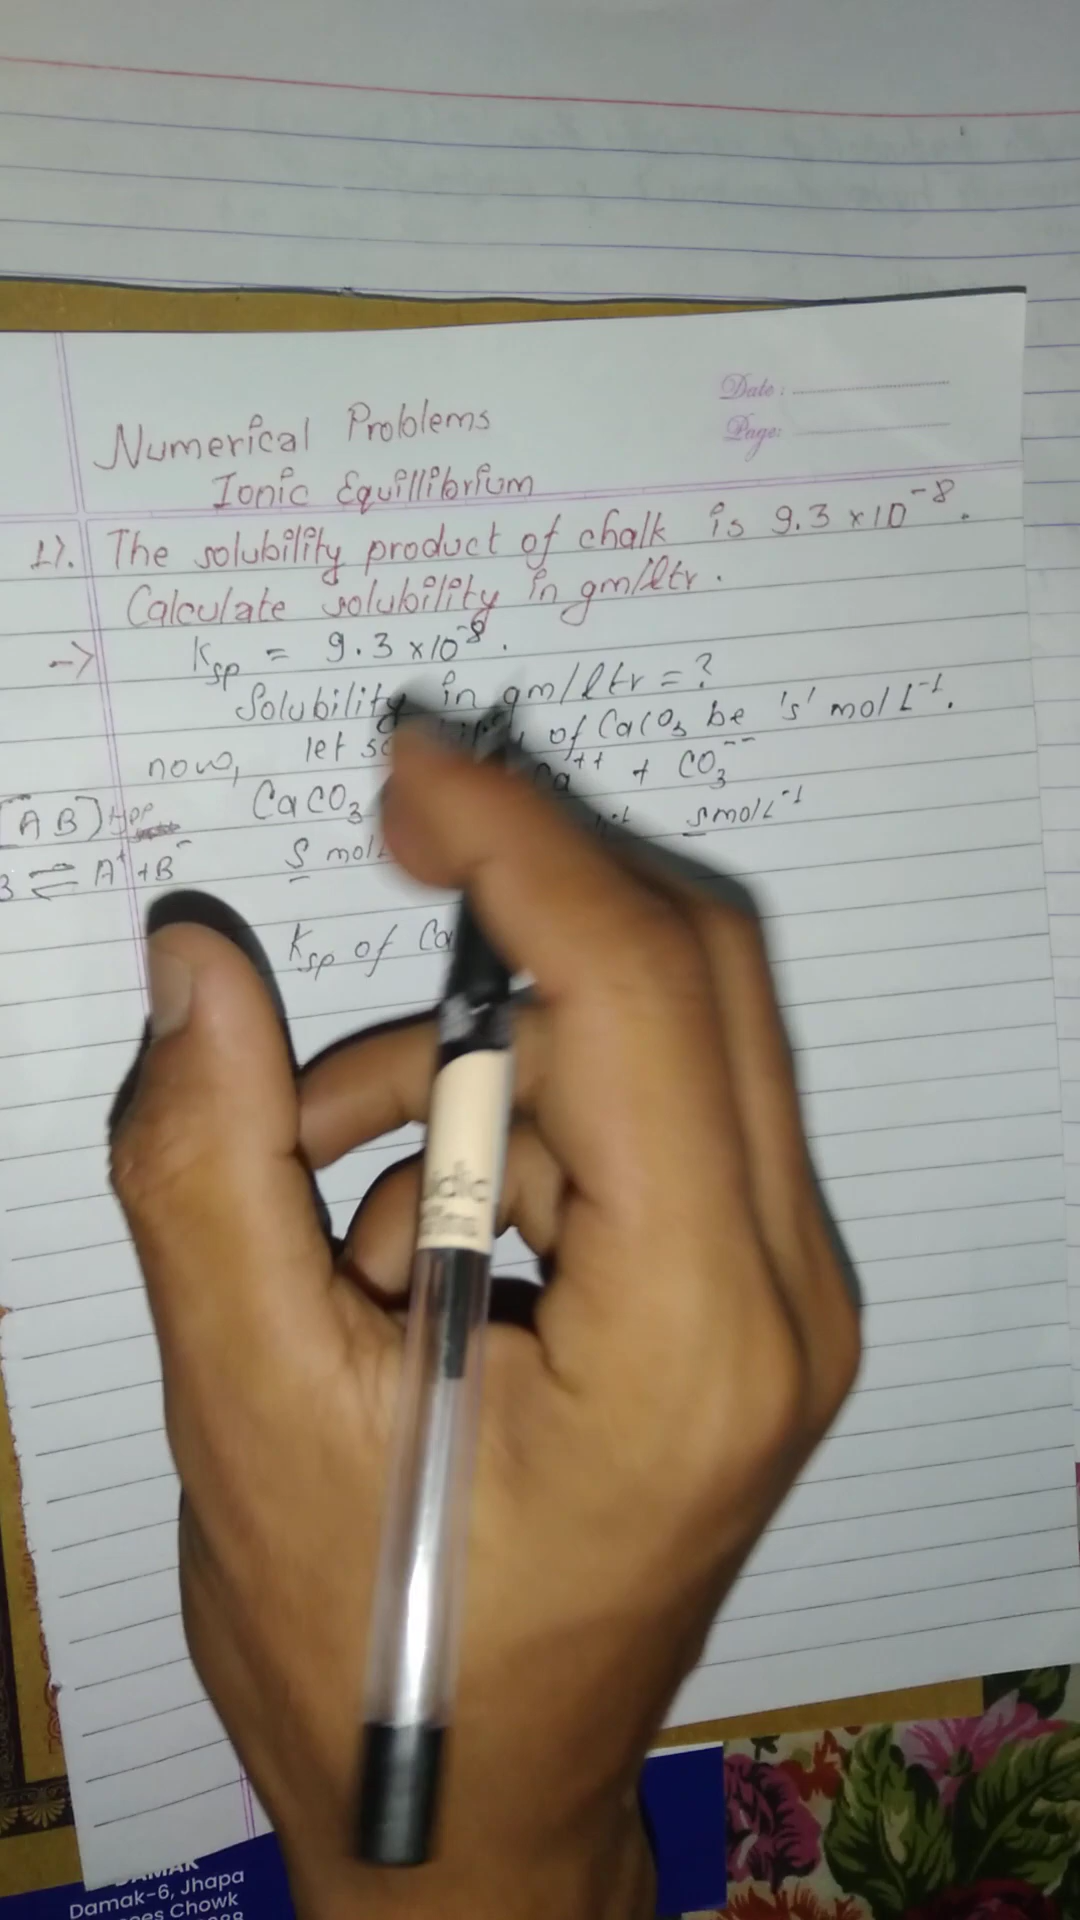 Date:
Page:
Numerical Problems
Ionic Equillibrium
1). The solubility product of chalk is 9.3 x 10⁻⁸.
Calculate solubility in gm/ltr.
-> Ksp = 9.3 x 10⁻⁸.
Solubility in gm/ltr = ?
now, let of CaCO₃ be 's' mol L⁻¹.
CaCO₃ Ca⁺⁺ + CO₃⁻⁻
[AB]
S mol s mol L⁻¹
⇌ A⁺ + B⁻
Ksp of
Damak-6, Jhapa
Chowk